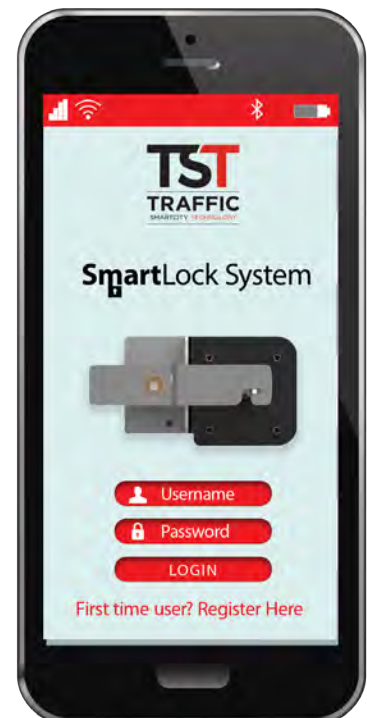 TST
TRAFFIC
SMARTCITY TECHNOLOGY
SmartLock System
Username
Password
LOGIN
First time user? Register Here